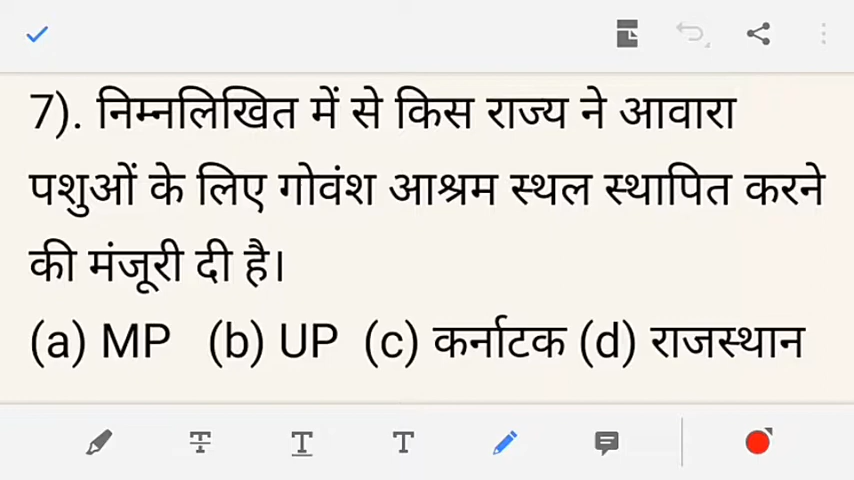 7). निम्नलिखित में से किस राज्य ने आवारा
पशुओं के लिए गोवंश आश्रम स्थल स्थापित करने
की मंजूरी दी है।
(a) MP (b) UP (c) कर्नाटक (d) राजस्थान